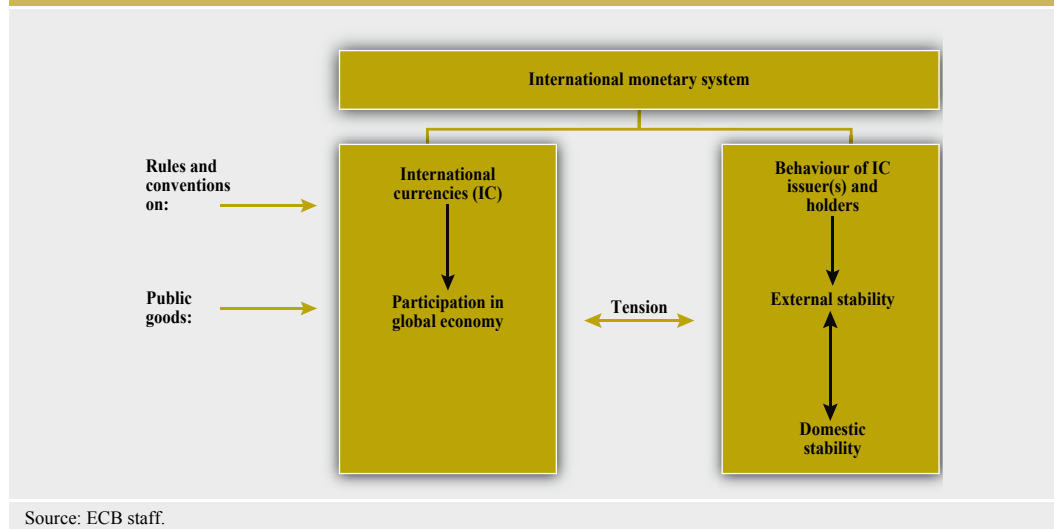 International monetary system
Rules and
conventions
on:
International
currencies (IC)
Behaviour of IC
issuer(s) and
holders
Public
goods:
Participation in
global economy
Tension
External stability
Domestic
stability
Source: ECB staff.